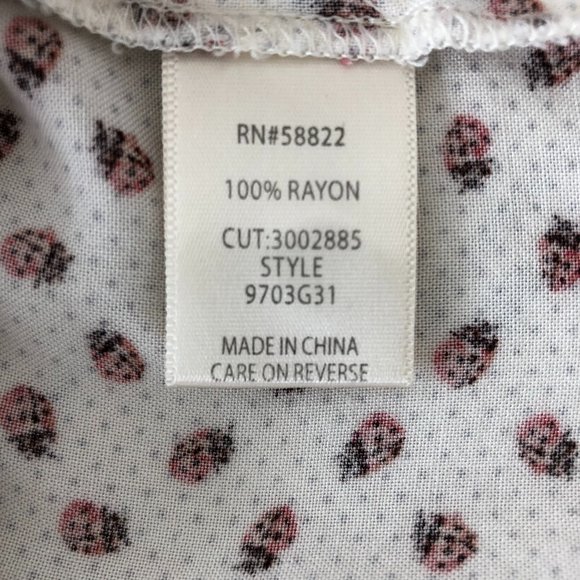 RN#58822
100% RAYON
CUT:3002885
STYLE
9703G31
MADE IN CHINA
CARE ON REVERSE